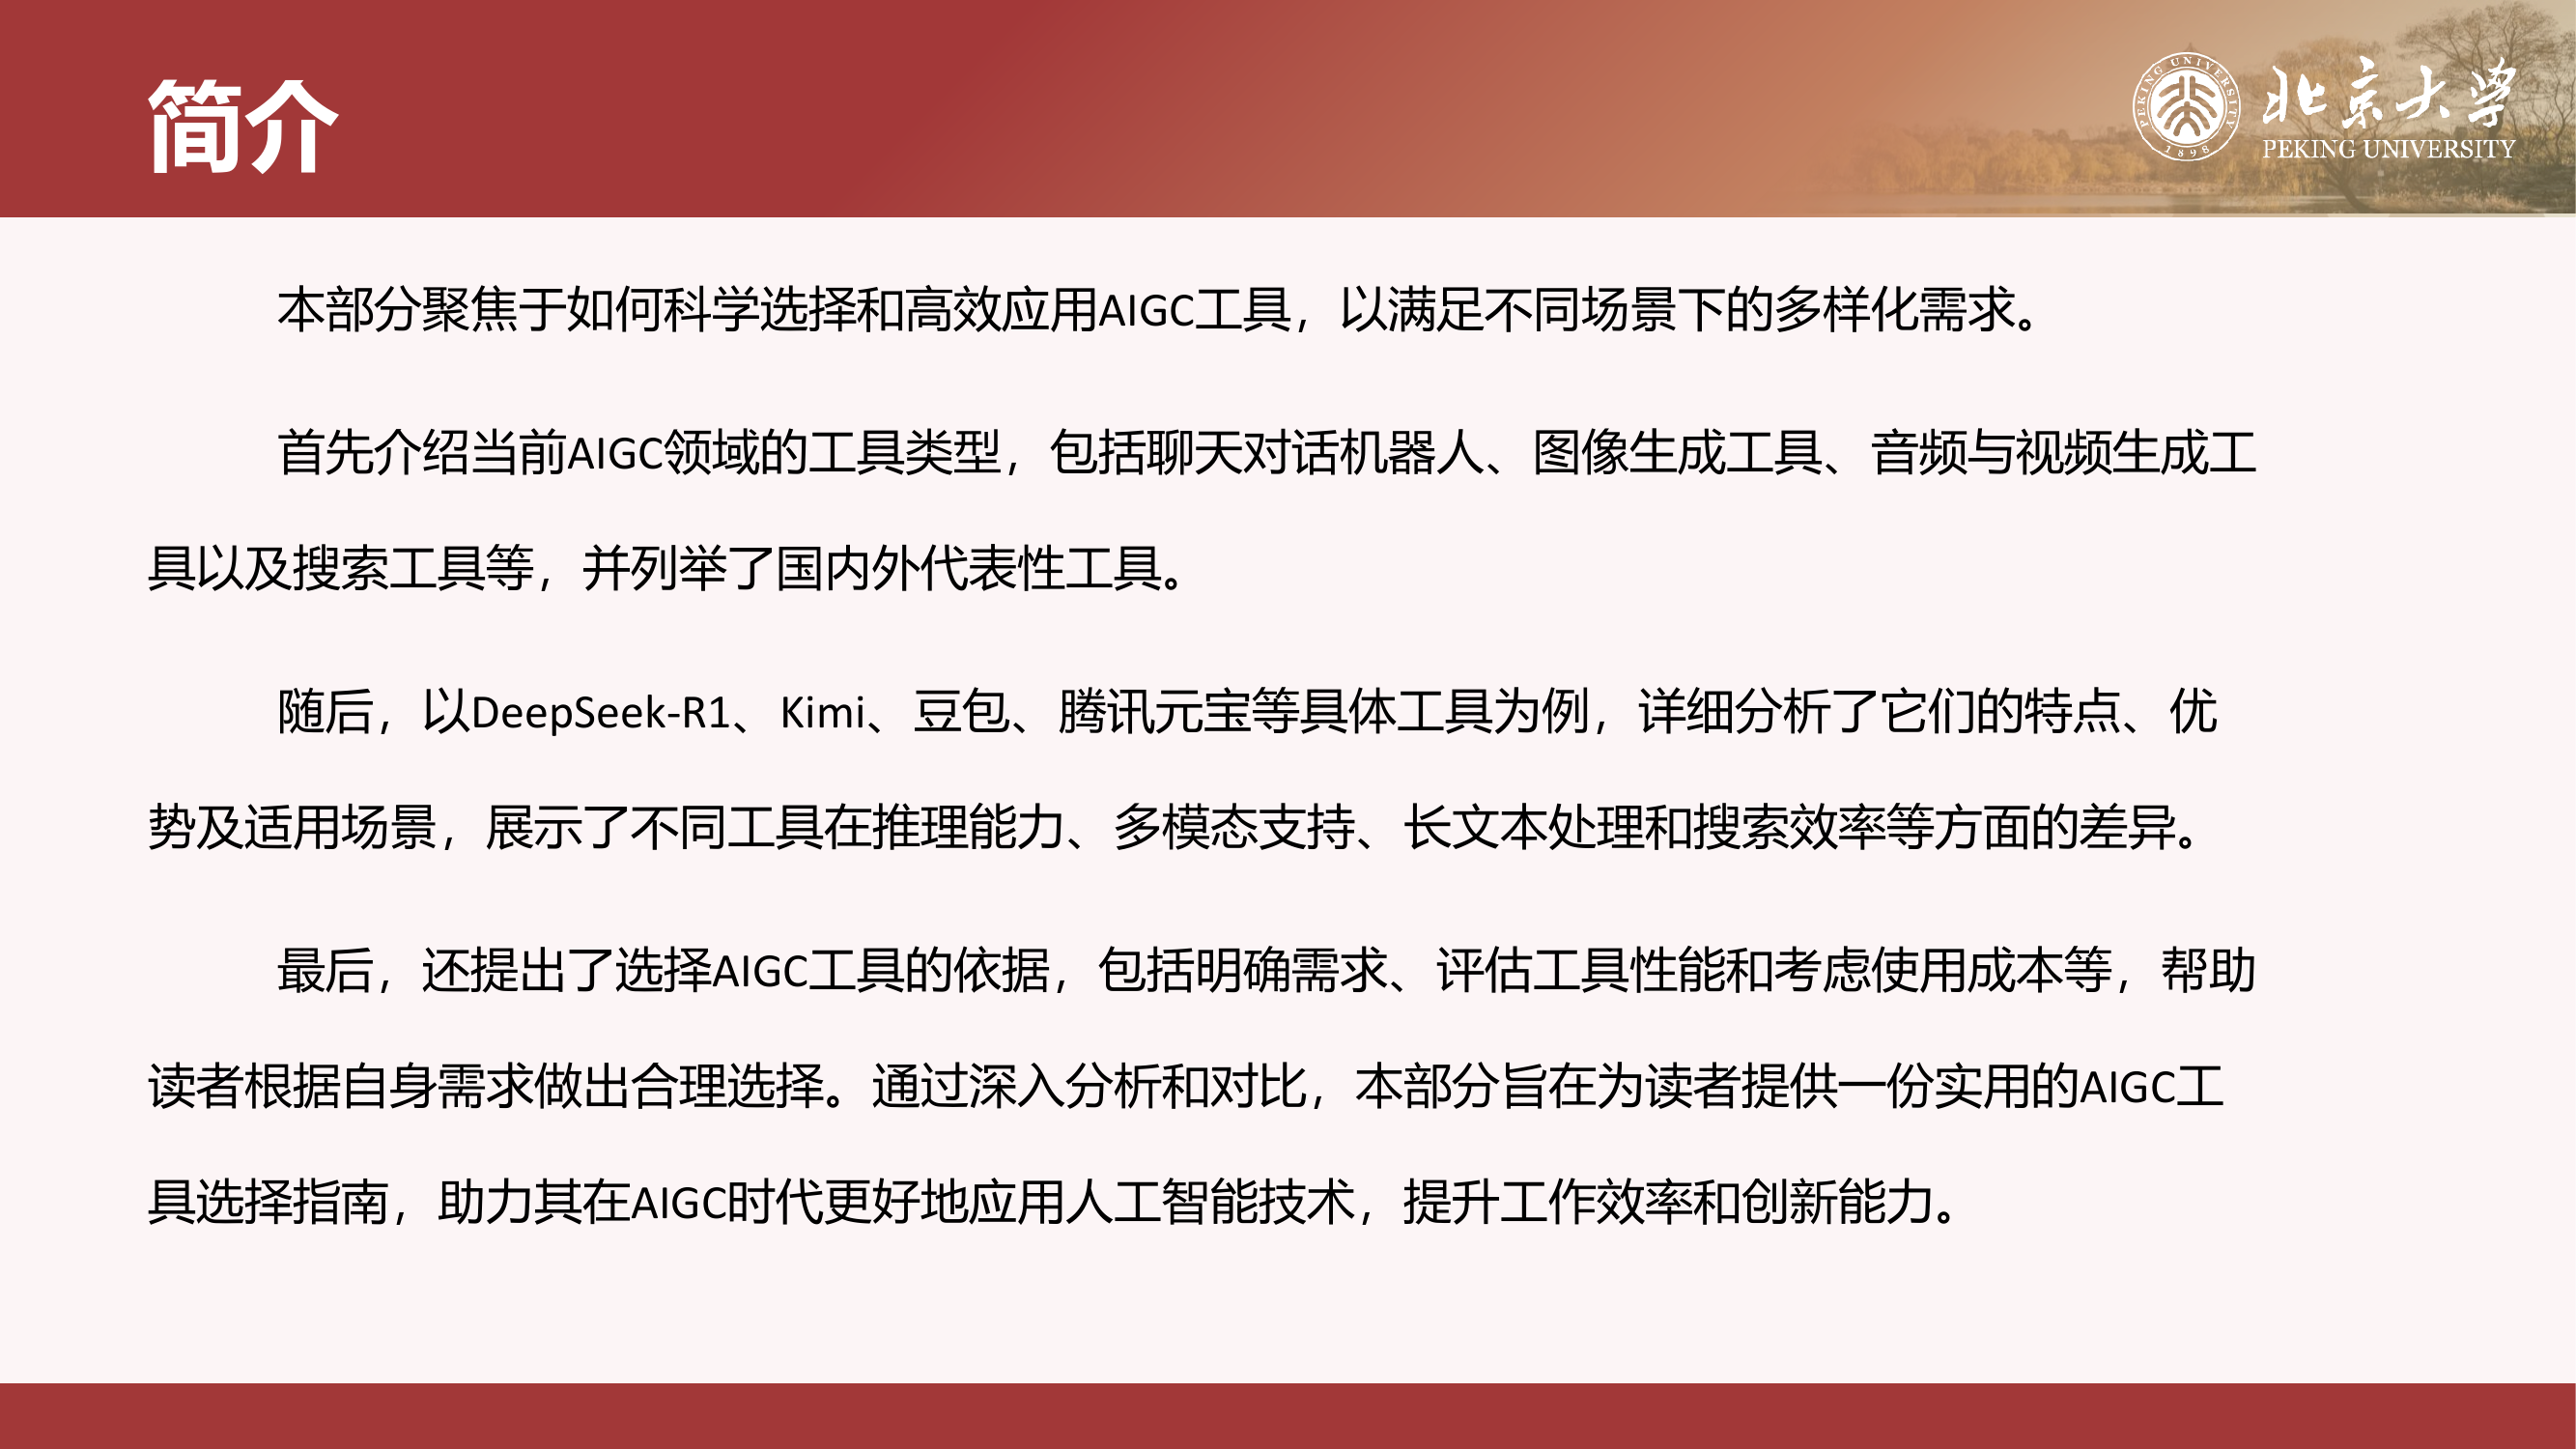 简介
PEKING UNIVERSITY
1898
北京大学
PEKING UNIVERSITY
本部分聚焦于如何科学选择和高效应用AIGC工具，以满足不同场景下的多样化需求。
首先介绍当前AIGC领域的工具类型，包括聊天对话机器人、图像生成工具、音频与视频生成工
具以及搜索工具等，并列举了国内外代表性工具。
随后，以DeepSeek-R1、Kimi、豆包、腾讯元宝等具体工具为例，详细分析了它们的特点、优
势及适用场景，展示了不同工具在推理能力、多模态支持、长文本处理和搜索效率等方面的差异。
最后，还提出了选择AIGC工具的依据，包括明确需求、评估工具性能和考虑使用成本等，帮助
读者根据自身需求做出合理选择。通过深入分析和对比，本部分旨在为读者提供一份实用的AIGC工
具选择指南，助力其在AIGC时代更好地应用人工智能技术，提升工作效率和创新能力。